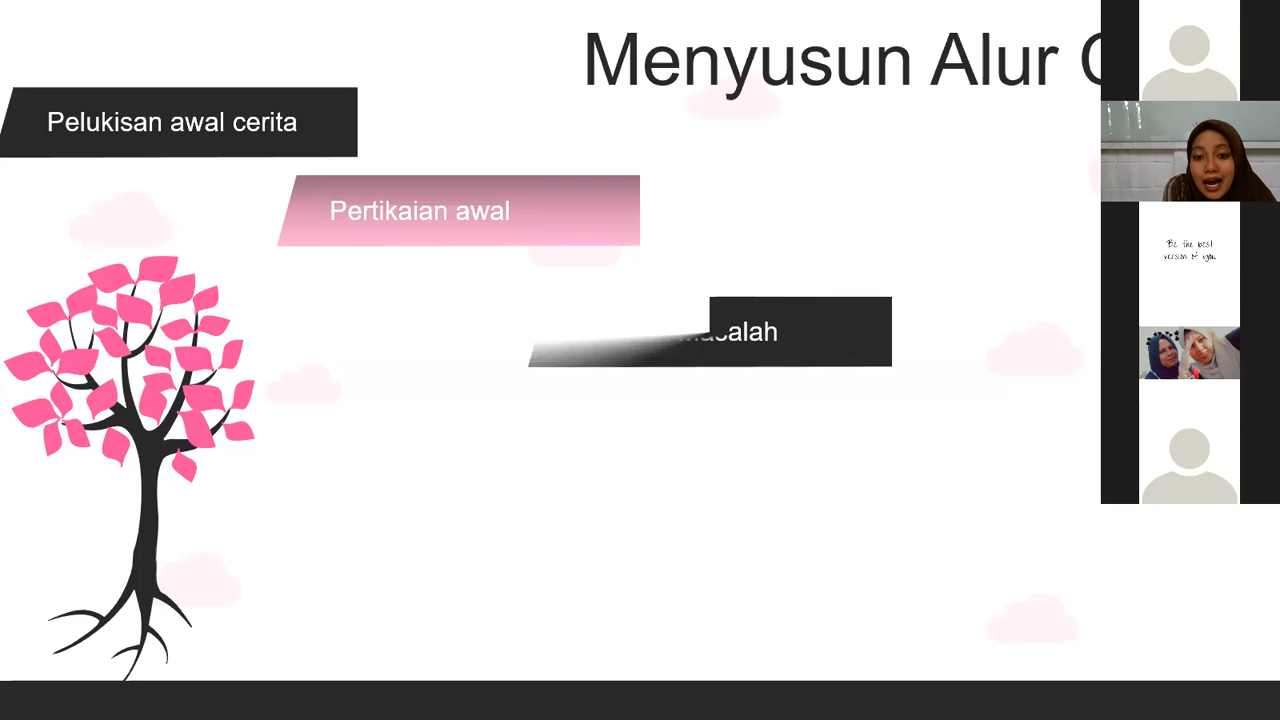 Menyusun Alur
Pelukisan awal cerita
Pertikaian awal
Be the best
version of you